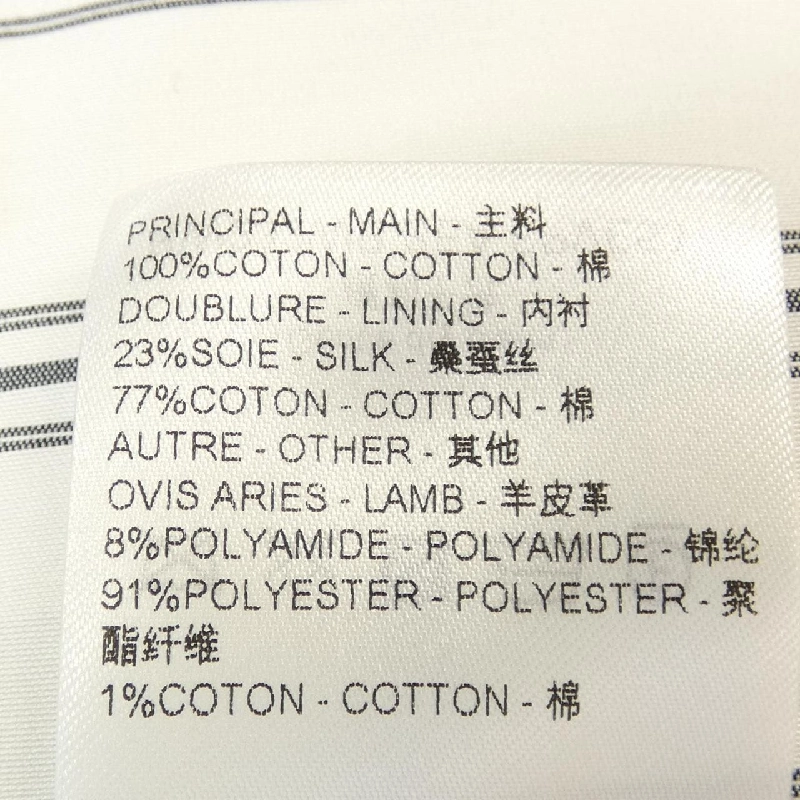 PRINCIPAL - MAIN - 主料
100%COTON - COTTON - 棉
DOUBLURE - LINING - 内衬
23%SOIE - SILK - 桑蚕丝
77%COTON - COTTON - 棉
AUTRE - OTHER - 其他
OVIS ARIES - LAMB - 羊皮革
8%POLYAMIDE - POLYAMIDE - 锦纶
91%POLYESTER - POLYESTER - 聚
酯纤维
1%COTON - COTTON - 棉